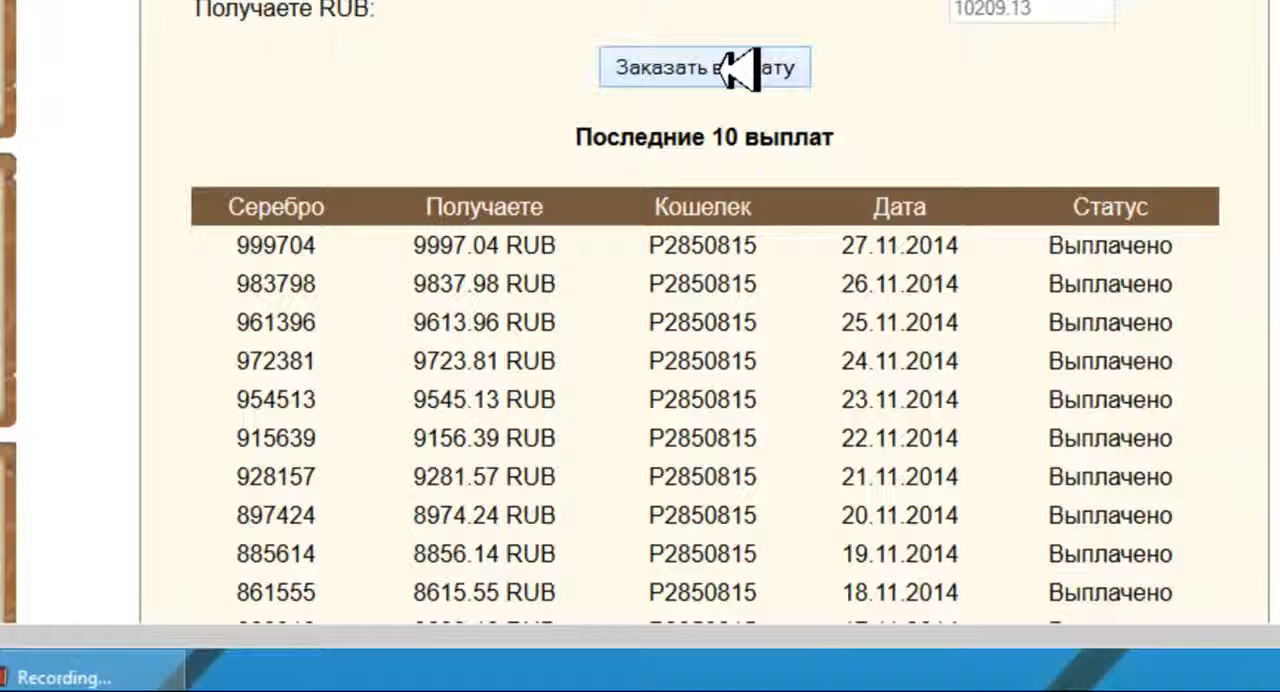 Получаете RUB:
10209.13
Заказать ату
Последние 10 выплат
Серебро Получаете Кошелек Дата Статус
999704 9997.04 RUB P2850815 27.11.2014 Выплачено
983798 9837.98 RUB P2850815 26.11.2014 Выплачено
961396 9613.96 RUB P2850815 25.11.2014 Выплачено
972381 9723.81 RUB P2850815 24.11.2014 Выплачено
954513 9545.13 RUB P2850815 23.11.2014 Выплачено
915639 9156.39 RUB P2850815 22.11.2014 Выплачено
928157 9281.57 RUB P2850815 21.11.2014 Выплачено
897424 8974.24 RUB P2850815 20.11.2014 Выплачено
885614 8856.14 RUB P2850815 19.11.2014 Выплачено
861555 8615.55 RUB P2850815 18.11.2014 Выплачено
Recording...